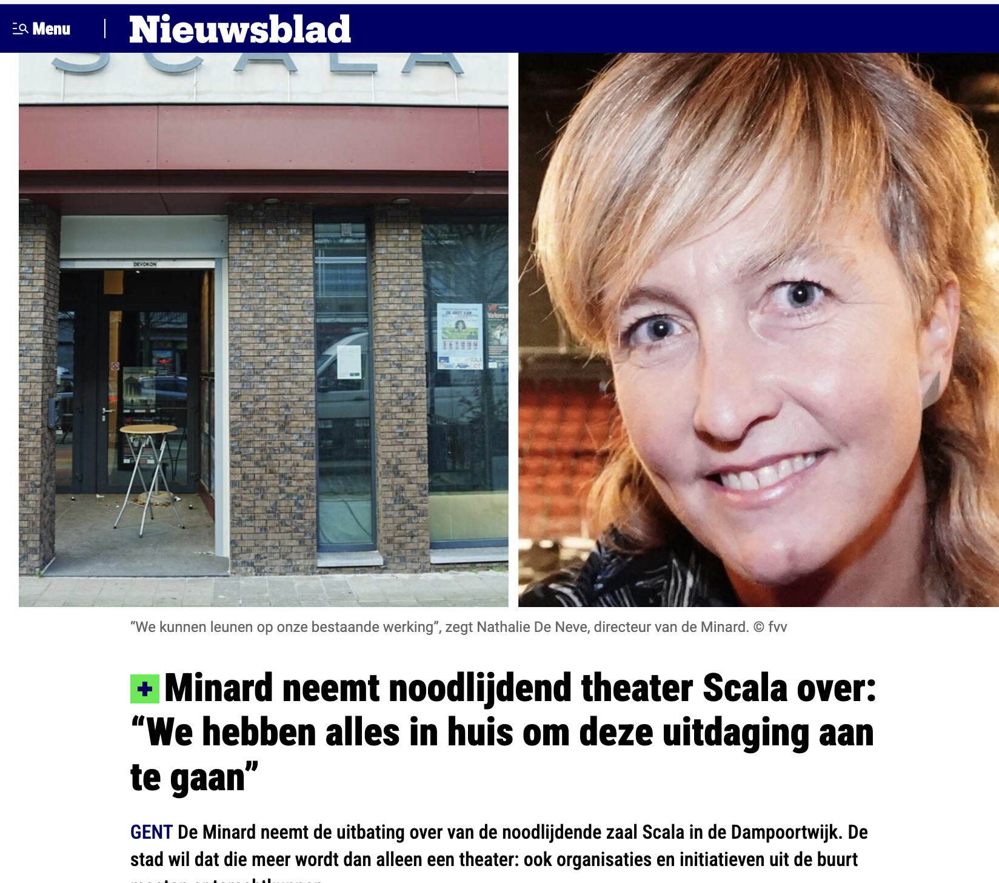 Menu
Nieuwsblad
SCALA
DEVOKON
“We kunnen leunen op onze bestaande werking”, zegt Nathalie De Neve, directeur van de Minard. © fvv
+ Minard neemt noodlijdend theater Scala over:
“We hebben alles in huis om deze uitdaging aan
te gaan”
GENT De Minard neemt de uitbating over van de noodlijdende zaal Scala in de Dampoortwijk. De
stad wil dat die meer wordt dan alleen een theater: ook organisaties en initiatieven uit de buurt